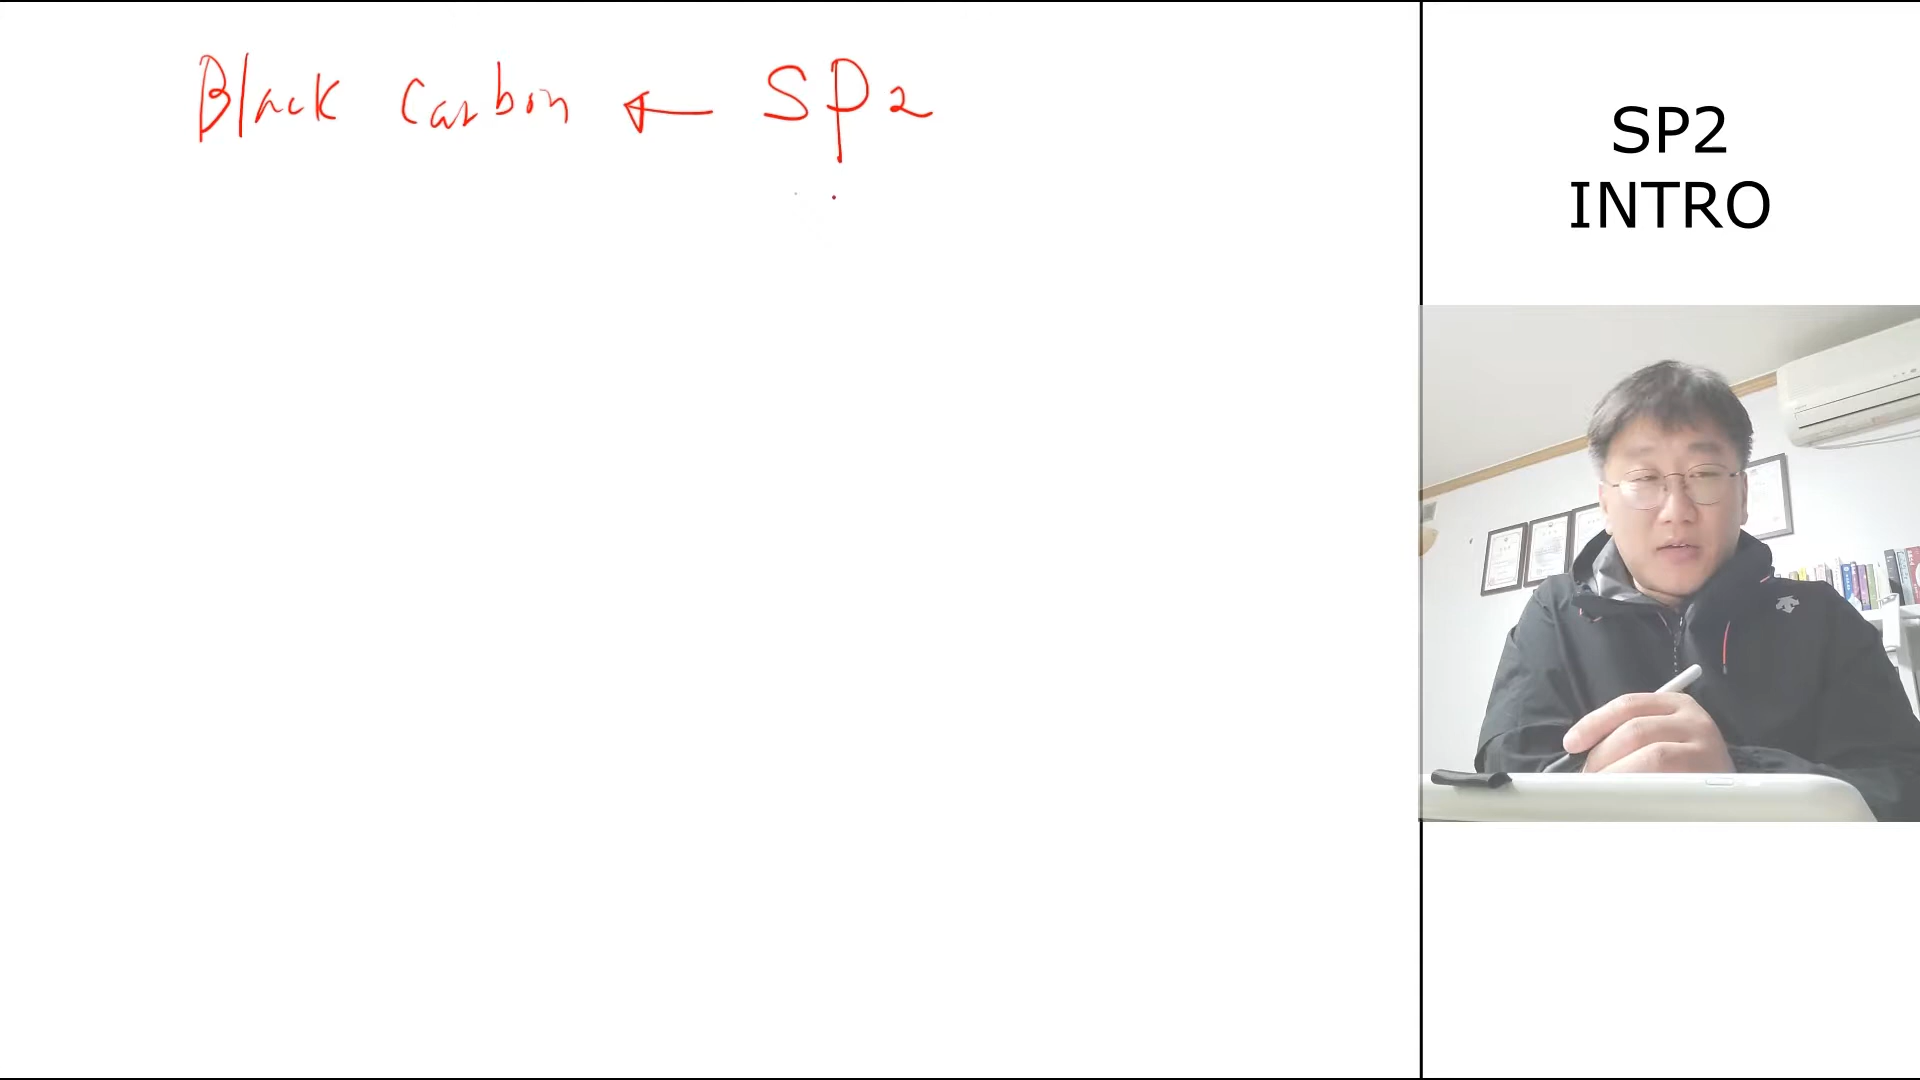 Black Carbon ← SP2
SP2
INTRO